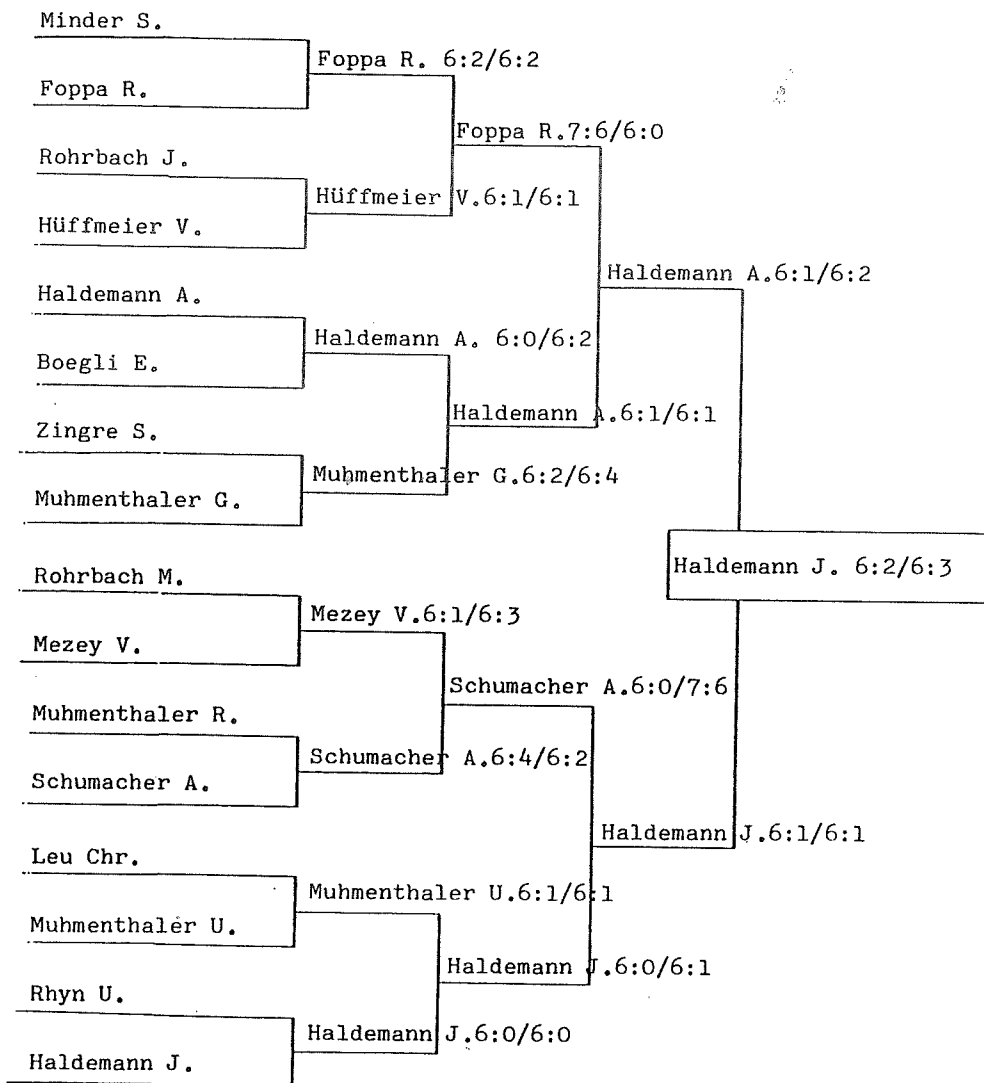 Minder S.
Foppa R. 6:2/6:2
Foppa R.
Foppa R.7:6/6:0
Rohrbach J.
Hüffmeier V.6:1/6:1
Hüffmeier V.
Haldemann A.6:1/6:2
Haldemann A.
Haldemann A. 6:0/6:2
Boegli E.
Haldemann A.6:1/6:1
Zingre S.
Muhmenthaler G.6:2/6:4
Muhmenthaler G.
Haldemann J. 6:2/6:3
Rohrbach M.
Mezey V.6:1/6:3
Mezey V.
Schumacher A.6:0/7:6
Muhmenthaler R.
Schumacher A.6:4/6:2
Schumacher A.
Haldemann J.6:1/6:1
Leu Chr.
Muhmenthaler U.6:1/6:1
Muhmenthaler U.
Haldemann J.6:0/6:1
Rhyn U.
Haldemann J.6:0/6:0
Haldemann J.